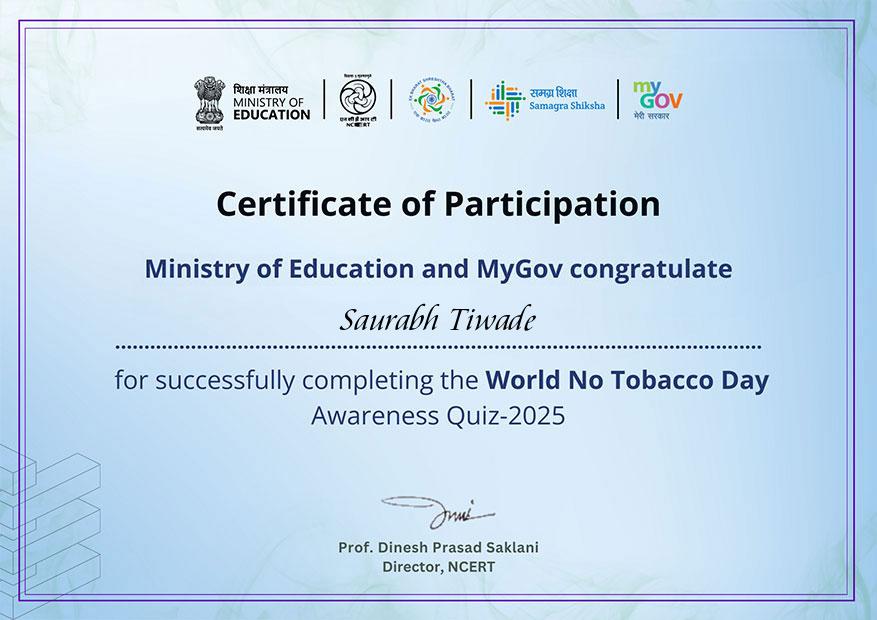 शिक्षा मंत्रालय
MINISTRY OF
EDUCATION
सत्यमेव जयते
NCERT
समग्र शिक्षा
Samagra Shiksha
my
GOV
मेरी सरकार
Certificate of Participation
Ministry of Education and MyGov congratulate
Saurabh Tiwade
for successfully completing the World No Tobacco Day
Awareness Quiz-2025
Prof. Dinesh Prasad Saklani
Director, NCERT